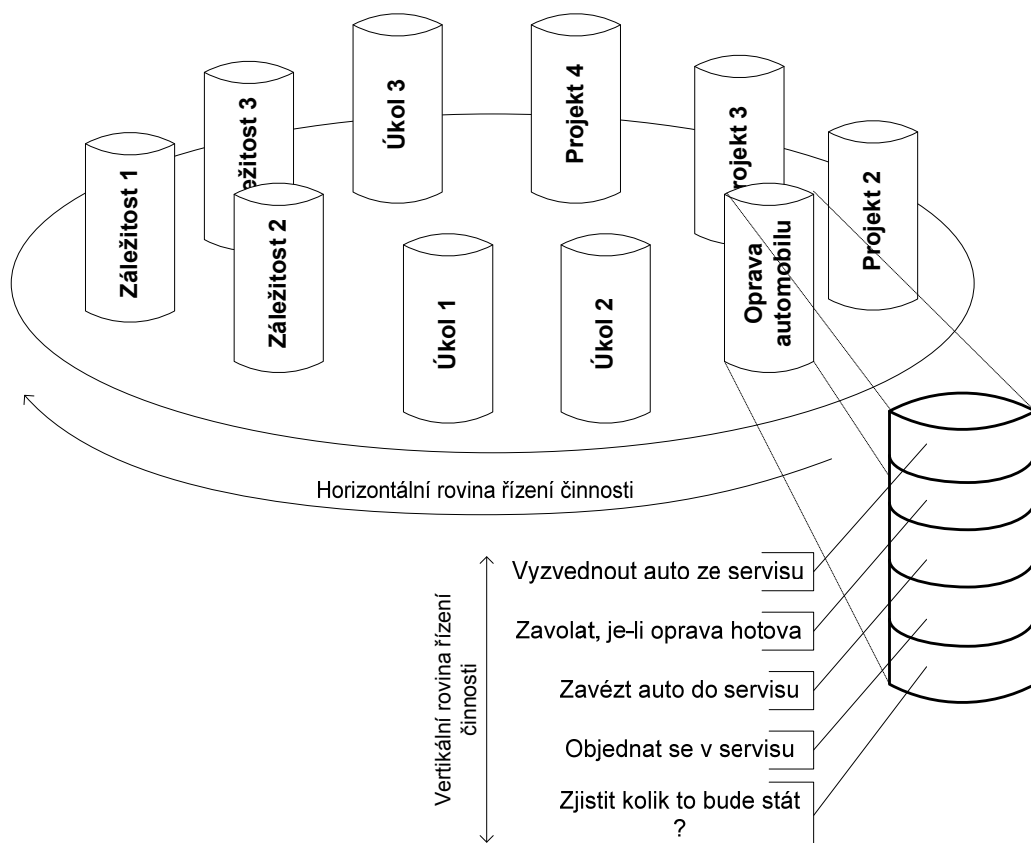 Úkol 3
Projekt 4
Záležitost 3
Projekt 3
Záležitost 1
Projekt 2
Záležitost 2
Úkol 1
Úkol 2
Oprava
automobilu
Horizontální rovina řízení činnosti
Vertikální rovina řízení
činnosti
Vyzvednout auto ze servisu
Zavolat, je-li oprava hotova
Zavézt auto do servisu
Objednat se v servisu
Zjistit kolik to bude stát
?